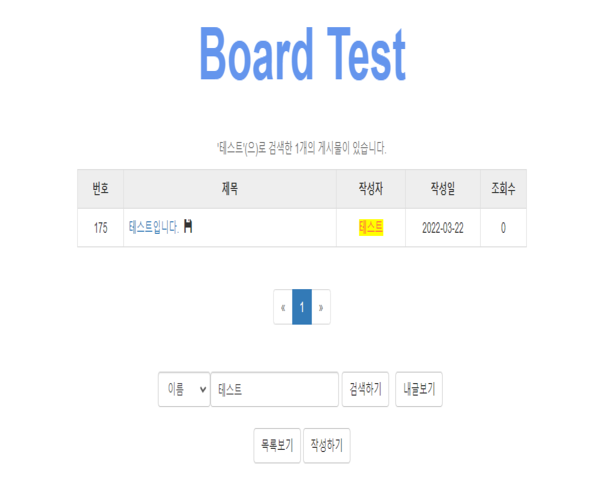 Board Test
'테스트'(으)로 검색한 1개의 게시물이 있습니다.
번호 제목 작성자 작성일 조회수
175 테스트입니다. 테스트 2022-03-22 0
« 1 »
이름 테스트 검색하기 내글보기
목록보기 작성하기